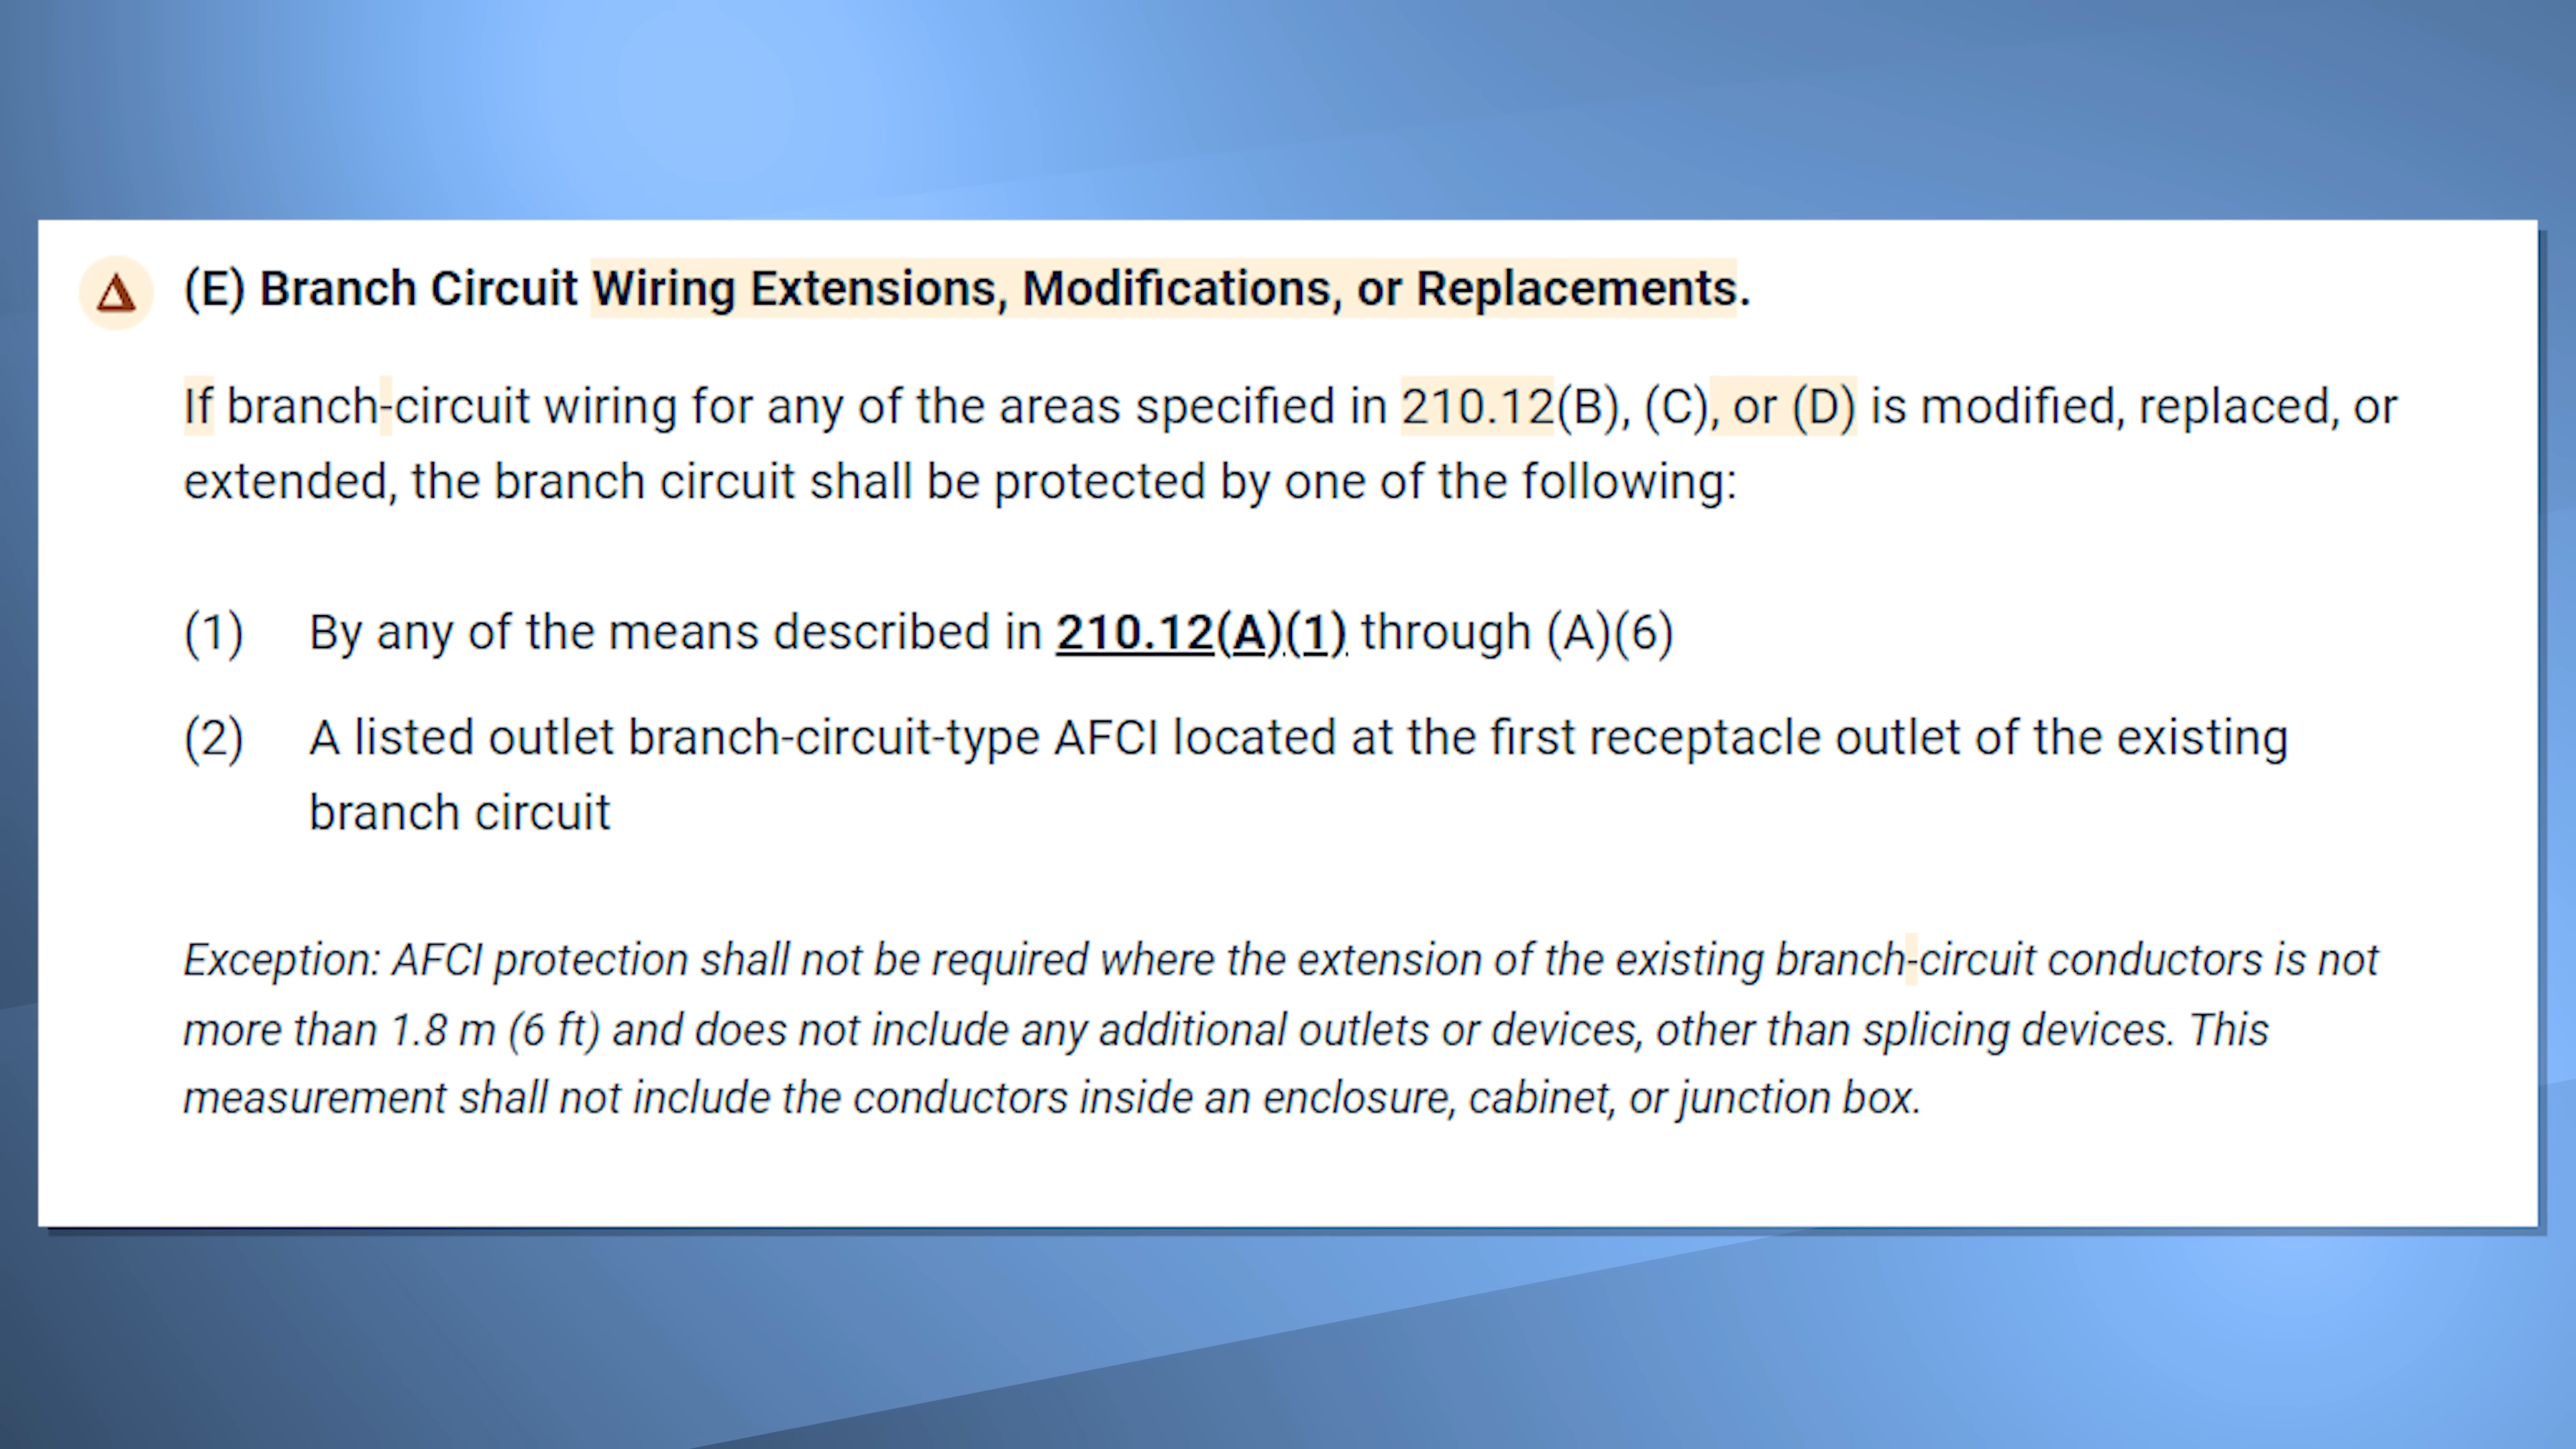 Δ (E) Branch Circuit Wiring Extensions, Modifications, or Replacements.
If branch-circuit wiring for any of the areas specified in 210.12(B), (C), or (D) is modified, replaced, or
extended, the branch circuit shall be protected by one of the following:
(1) By any of the means described in 210.12(A)(1) through (A)(6)
(2) A listed outlet branch-circuit-type AFCI located at the first receptacle outlet of the existing
branch circuit
Exception: AFCI protection shall not be required where the extension of the existing branch-circuit conductors is not
more than 1.8 m (6 ft) and does not include any additional outlets or devices, other than splicing devices. This
measurement shall not include the conductors inside an enclosure, cabinet, or junction box.